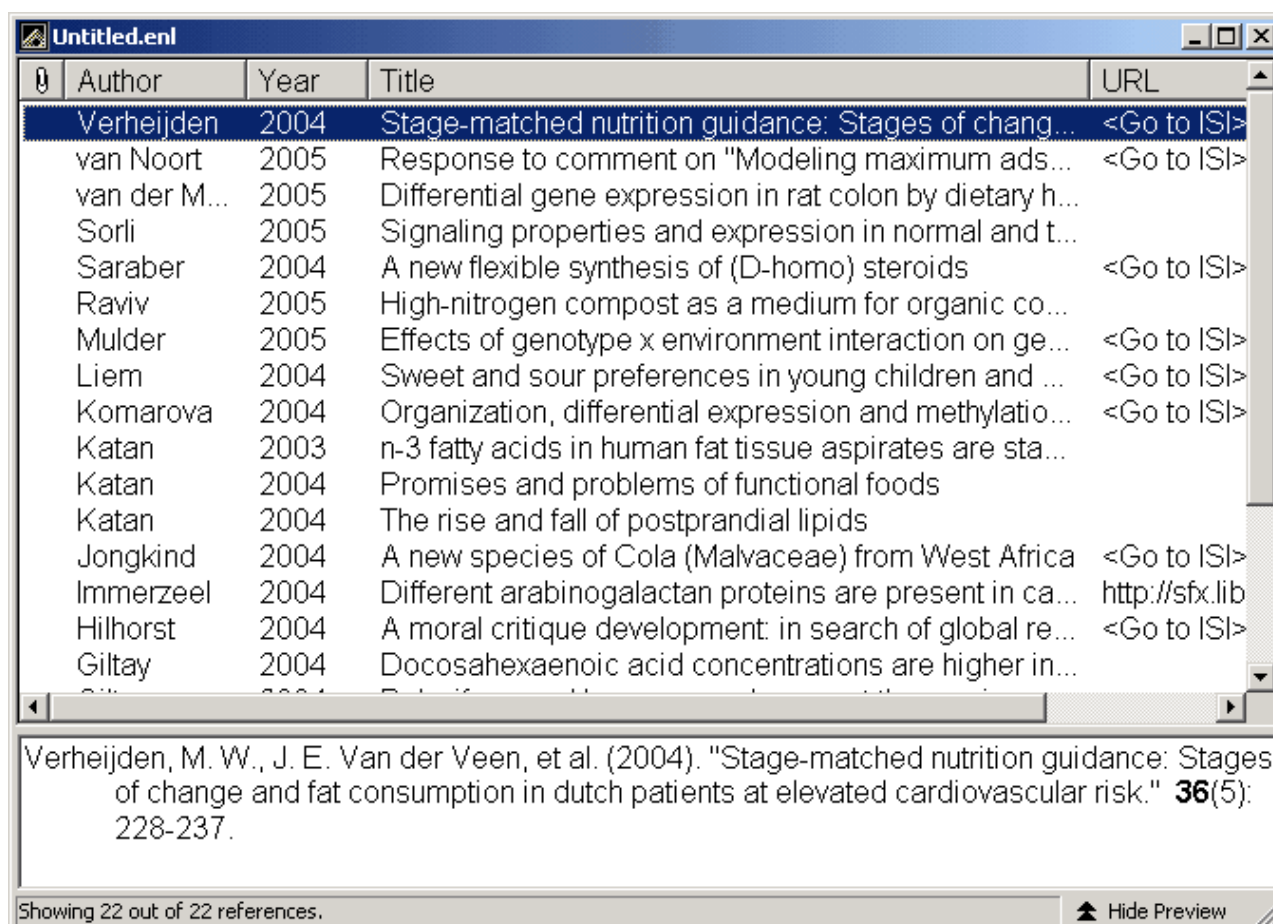 Untitled.enl
Author Year Title URL
Verheijden 2004 Stage-matched nutrition guidance: Stages of chang... <Go to ISI>
van Noort 2005 Response to comment on "Modeling maximum ads... <Go to ISI>
van der M... 2005 Differential gene expression in rat colon by dietary h...
Sorli 2005 Signaling properties and expression in normal and t...
Saraber 2004 A new flexible synthesis of (D-homo) steroids <Go to ISI>
Raviv 2005 High-nitrogen compost as a medium for organic co...
Mulder 2005 Effects of genotype x environment interaction on ge... <Go to ISI>
Liem 2004 Sweet and sour preferences in young children and ... <Go to ISI>
Komarova 2004 Organization, differential expression and methylatio... <Go to ISI>
Katan 2003 n-3 fatty acids in human fat tissue aspirates are sta...
Katan 2004 Promises and problems of functional foods
Katan 2004 The rise and fall of postprandial lipids
Jongkind 2004 A new species of Cola (Malvaceae) from West Africa <Go to ISI>
Immerzeel 2004 Different arabinogalactan proteins are present in ca... http://sfx.lib
Hilhorst 2004 A moral critique development: in search of global re... <Go to ISI>
Giltay 2004 Docosahexaenoic acid concentrations are higher in...
Verheijden, M. W., J. E. Van der Veen, et al. (2004). "Stage-matched nutrition guidance: Stages
of change and fat consumption in dutch patients at elevated cardiovascular risk." 36(5):
228-237.
Showing 22 out of 22 references. Hide Preview